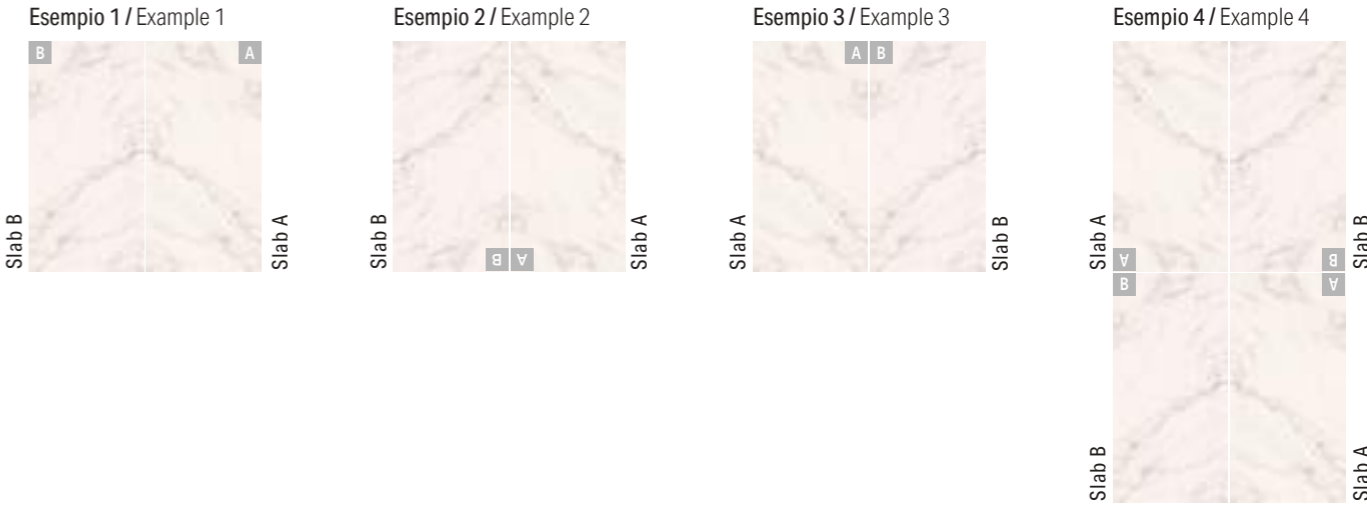 Esempio 1 / Example 1
B A
Slab B
Slab A
Esempio 2 / Example 2
Slab B
B A
Slab A
Esempio 3 / Example 3
A B
Slab A
Slab B
Esempio 4 / Example 4
Slab A
A B
Slab B
B A
Slab B
Slab A